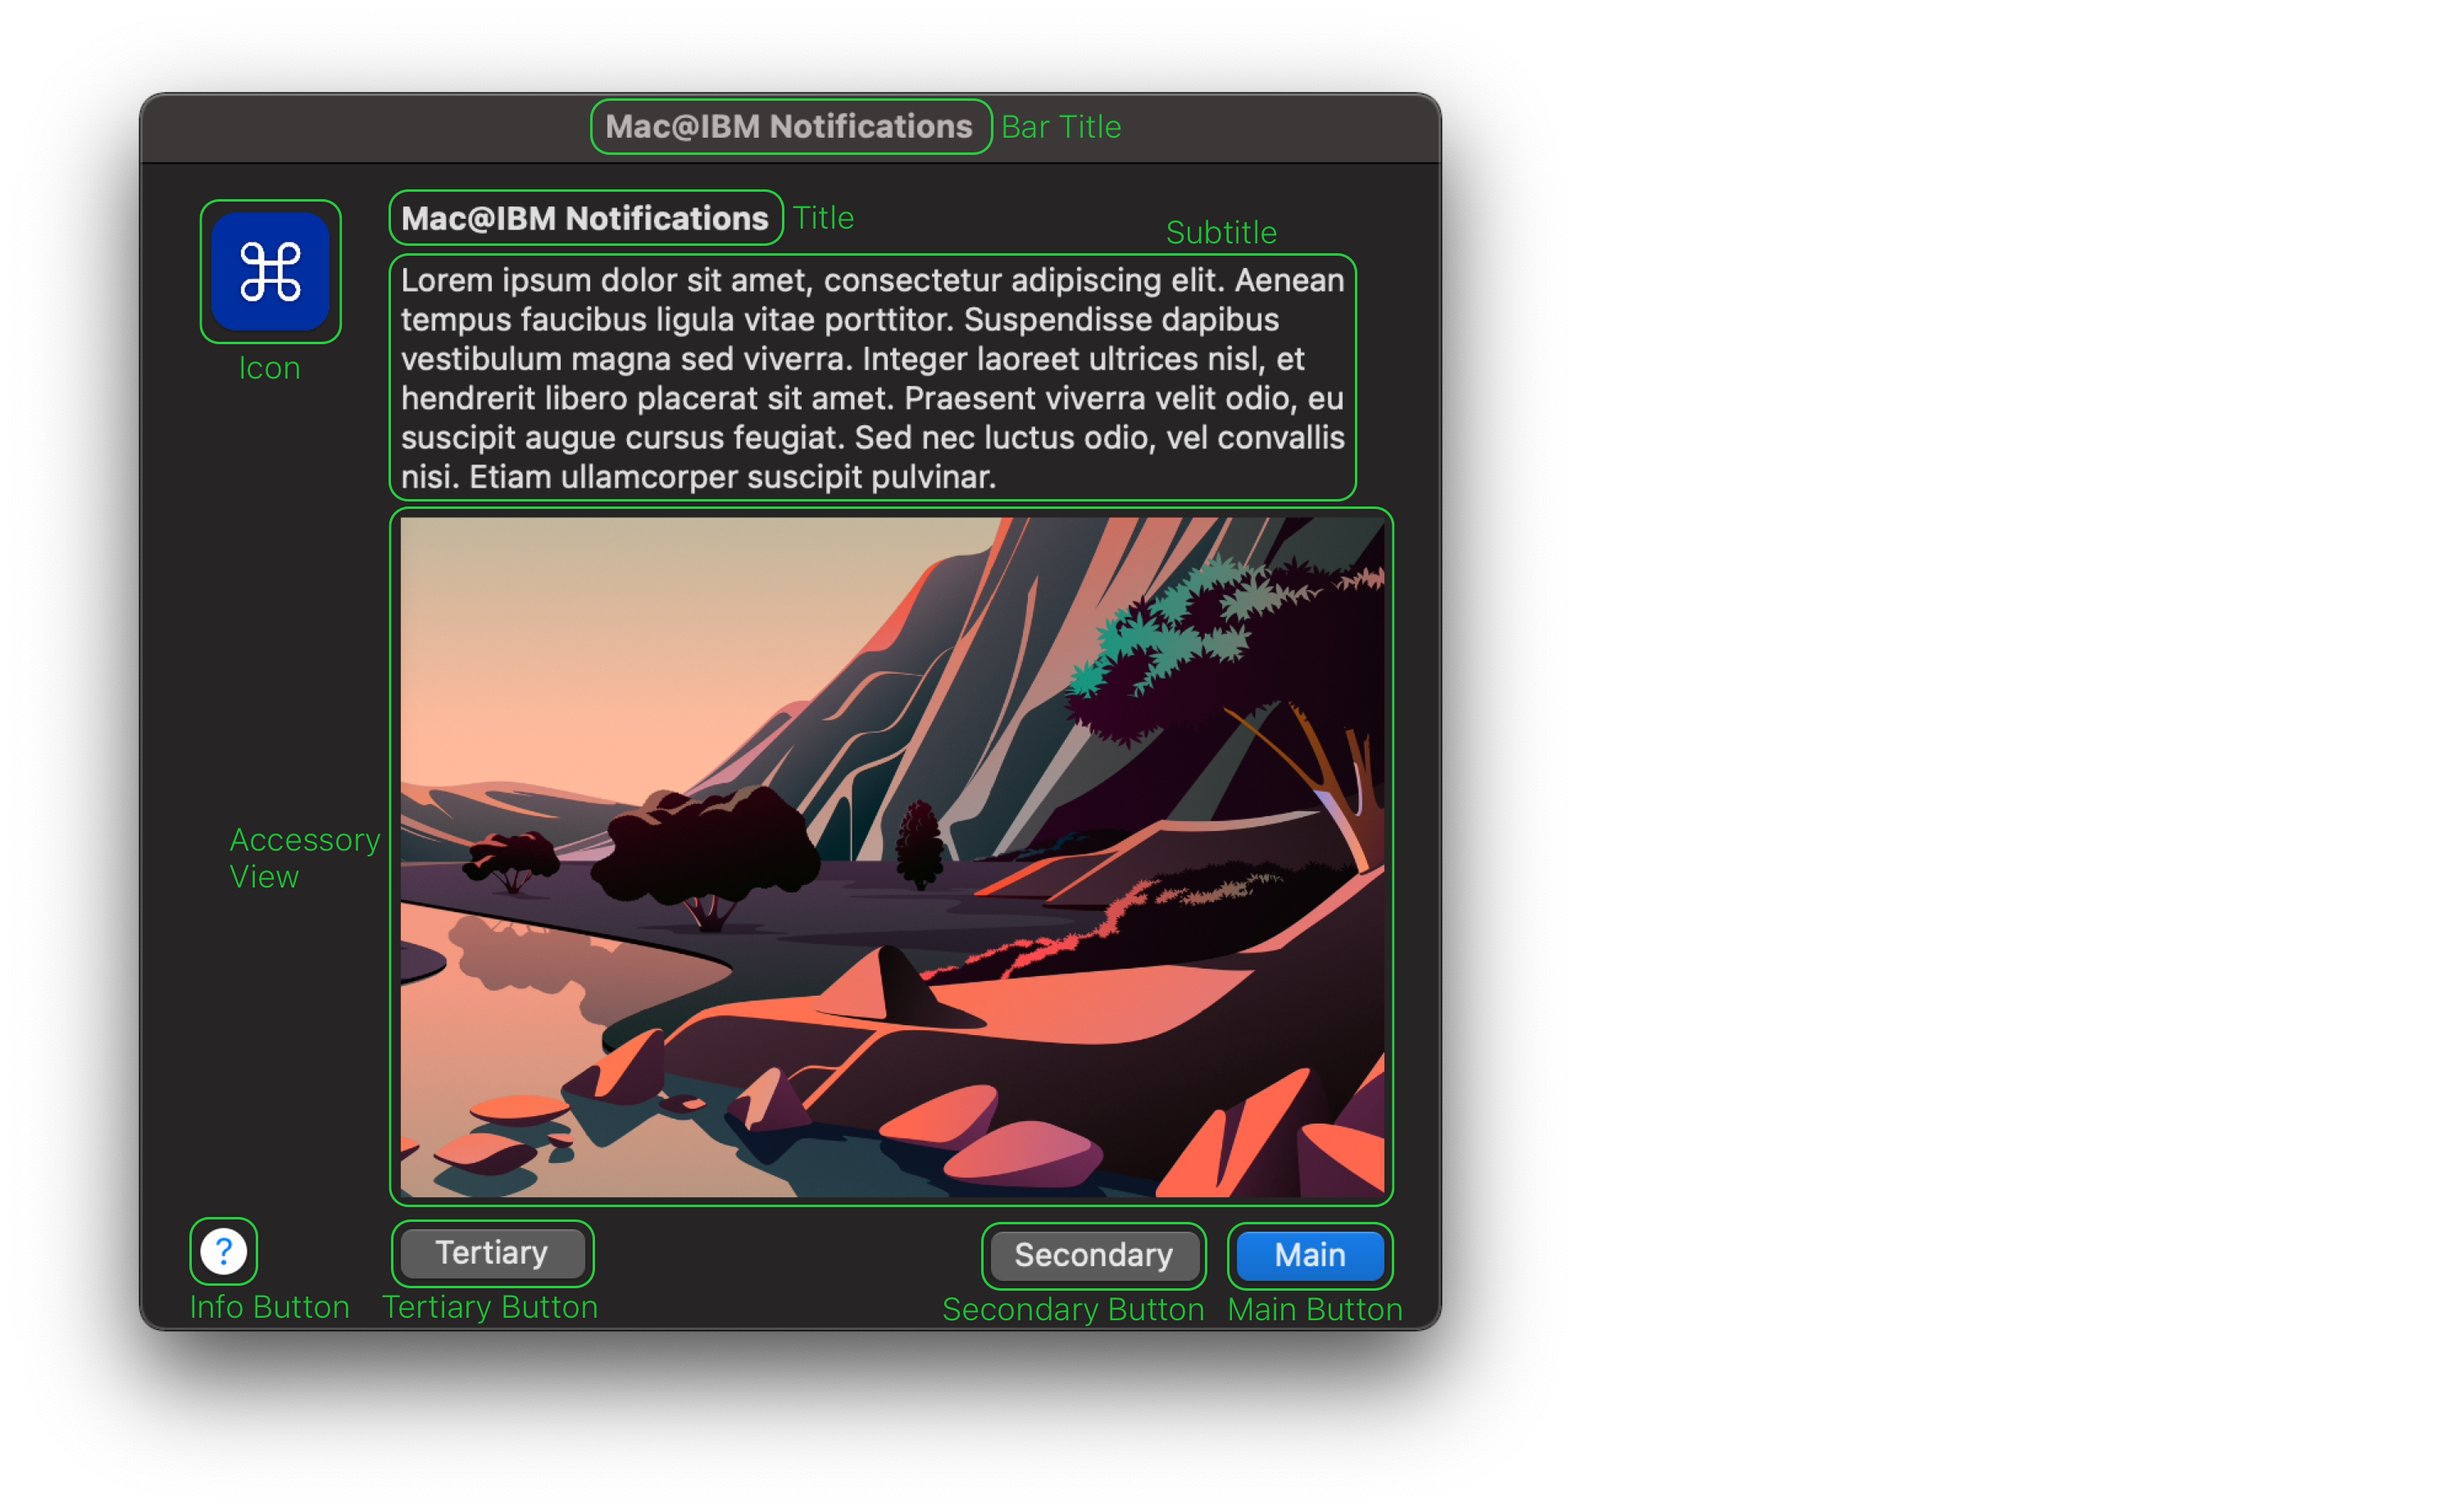 Mac@IBM Notifications Bar Title
Mac@IBM Notifications Title
Subtitle
Icon
Lorem ipsum dolor sit amet, consectetur adipiscing elit. Aenean
tempus faucibus ligula vitae porttitor. Suspendisse dapibus
vestibulum magna sed viverra. Integer laoreet ultrices nisl, et
hendrerit libero placerat sit amet. Praesent viverra velit odio, eu
suscipit augue cursus feugiat. Sed nec luctus odio, vel convallis
nisi. Etiam ullamcorper suscipit pulvinar.
Accessory
View
?
Info Button
Tertiary
Tertiary Button
Secondary
Secondary Button
Main
Main Button